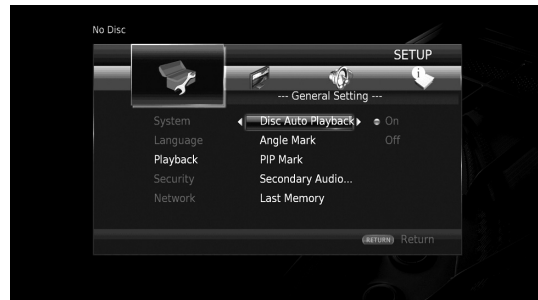 No Disc
SETUP
--- General Setting ---
System
Disc Auto Playback
On
Language
Angle Mark
Off
Playback
PIP Mark
Security
Secondary Audio...
Network
Last Memory
RETURN Return